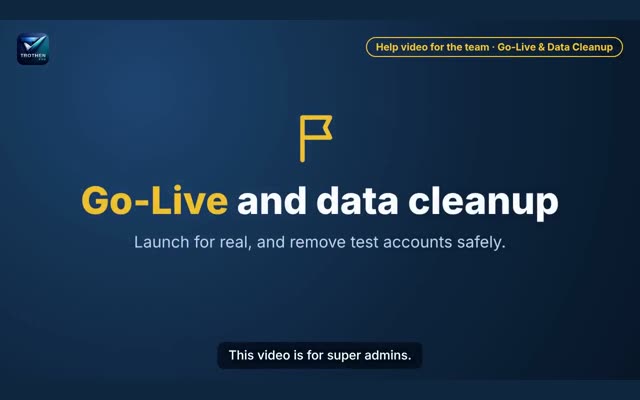 TROTHEN
Help video for the team · Go-Live & Data Cleanup
Go-Live and data cleanup
Launch for real, and remove test accounts safely.
This video is for super admins.